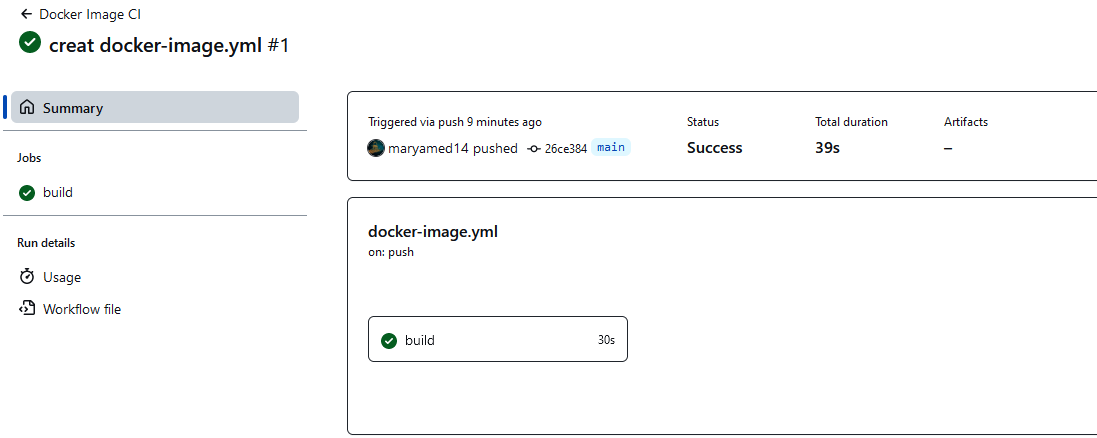 Docker Image CI
creat docker-image.yml #1
Summary
Jobs
build
Run details
Usage
Workflow file
Triggered via push 9 minutes ago
maryamed14 pushed 26ce384 main
Status
Success
Total duration
39s
Artifacts
–
docker-image.yml
on: push
build 30s